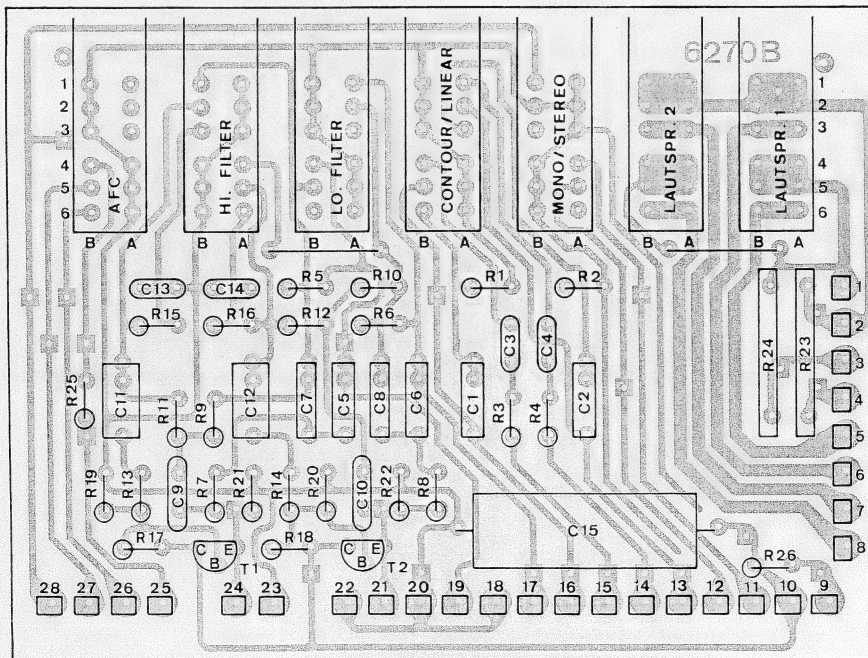 6270B
1
2
3
4
5
6
AFC
HI. FILTER
LO. FILTER
CONTOUR/LINEAR
MONO/STEREO
LAUTSPR. 2
LAUTSPR. 1
1
2
3
4
5
6
B A
B A
B A
B A
B A
B A
B A
C13
C14
R5
R10
R1
R2
1
R15
R16
R12
R6
2
C3
C4
R24
R23
3
R25
C11
R11
R9
C12
C7
C5
C8
C6
C1
R3
R4
C2
4
5
R19
R13
C9
R7
R21
R14
R20
C10
R22
R8
6
7
C15
8
R17
C B E
T1
R18
C B E
T2
R26
28 27 26 25 24 23 22 21 20 19 18 17 16 15 14 13 12 11 10 9